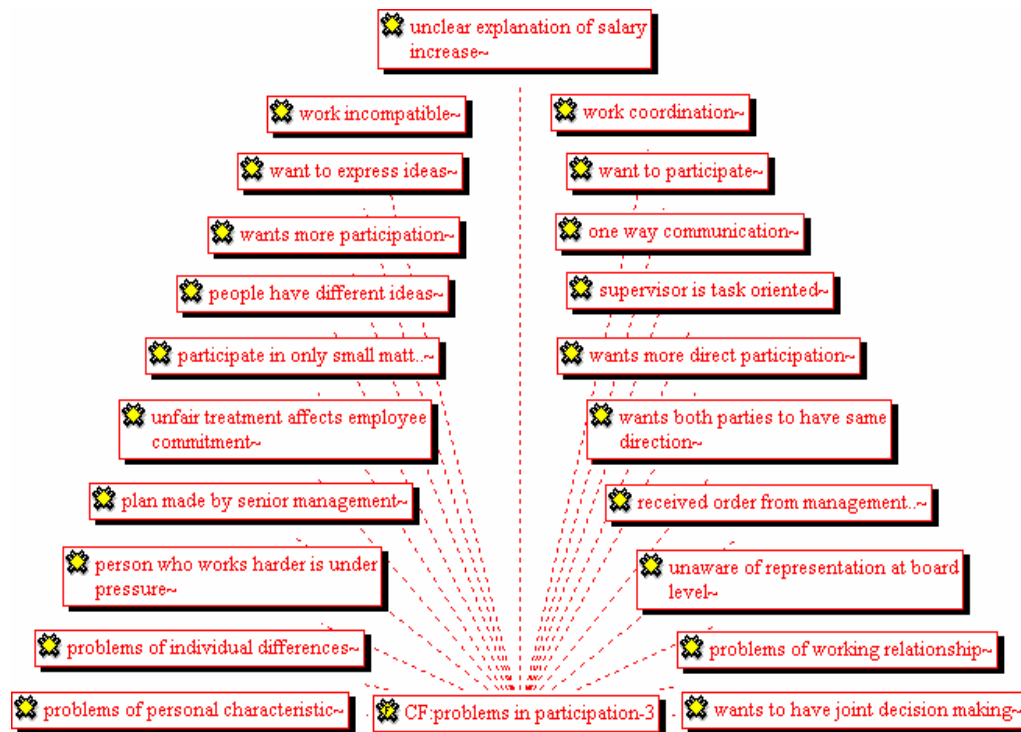 unclear explanation of salary
increase~
work incompatible~
work coordination~
want to express ideas~
want to participate~
wants more participation~
one way communication~
people have different ideas~
supervisor is task oriented~
participate in only small matt..~
wants more direct participation~
unfair treatment affects employee
commitment~
wants both parties to have same
direction~
plan made by senior management~
received order from management..~
person who works harder is under
pressure~
unaware of representation at board
level~
problems of individual differences~
problems of working relationship~
problems of personal characteristic~
CF:problems in participation-3
wants to have joint decision making~